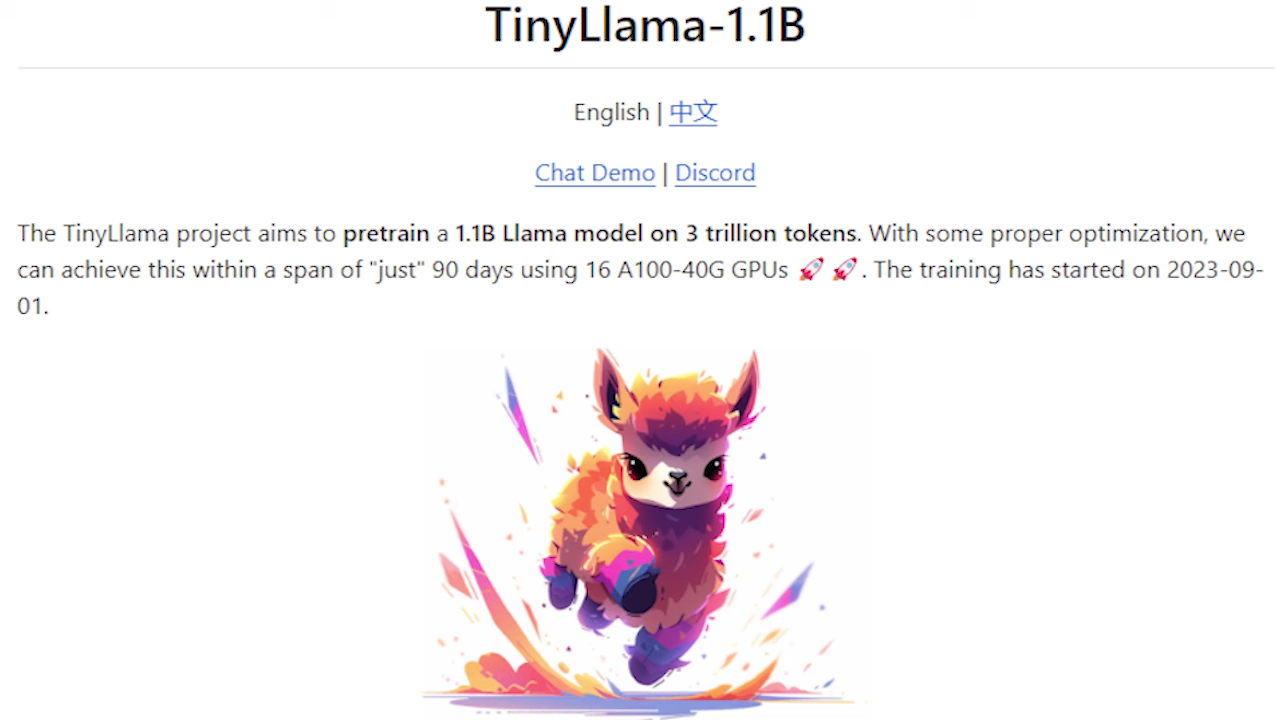 TinyLlama-1.1B
English | 中文
Chat Demo | Discord
The TinyLlama project aims to pretrain a 1.1B Llama model on 3 trillion tokens. With some proper optimization, we
can achieve this within a span of "just" 90 days using 16 A100-40G GPUs 🚀🚀. The training has started on 2023-09-
01.